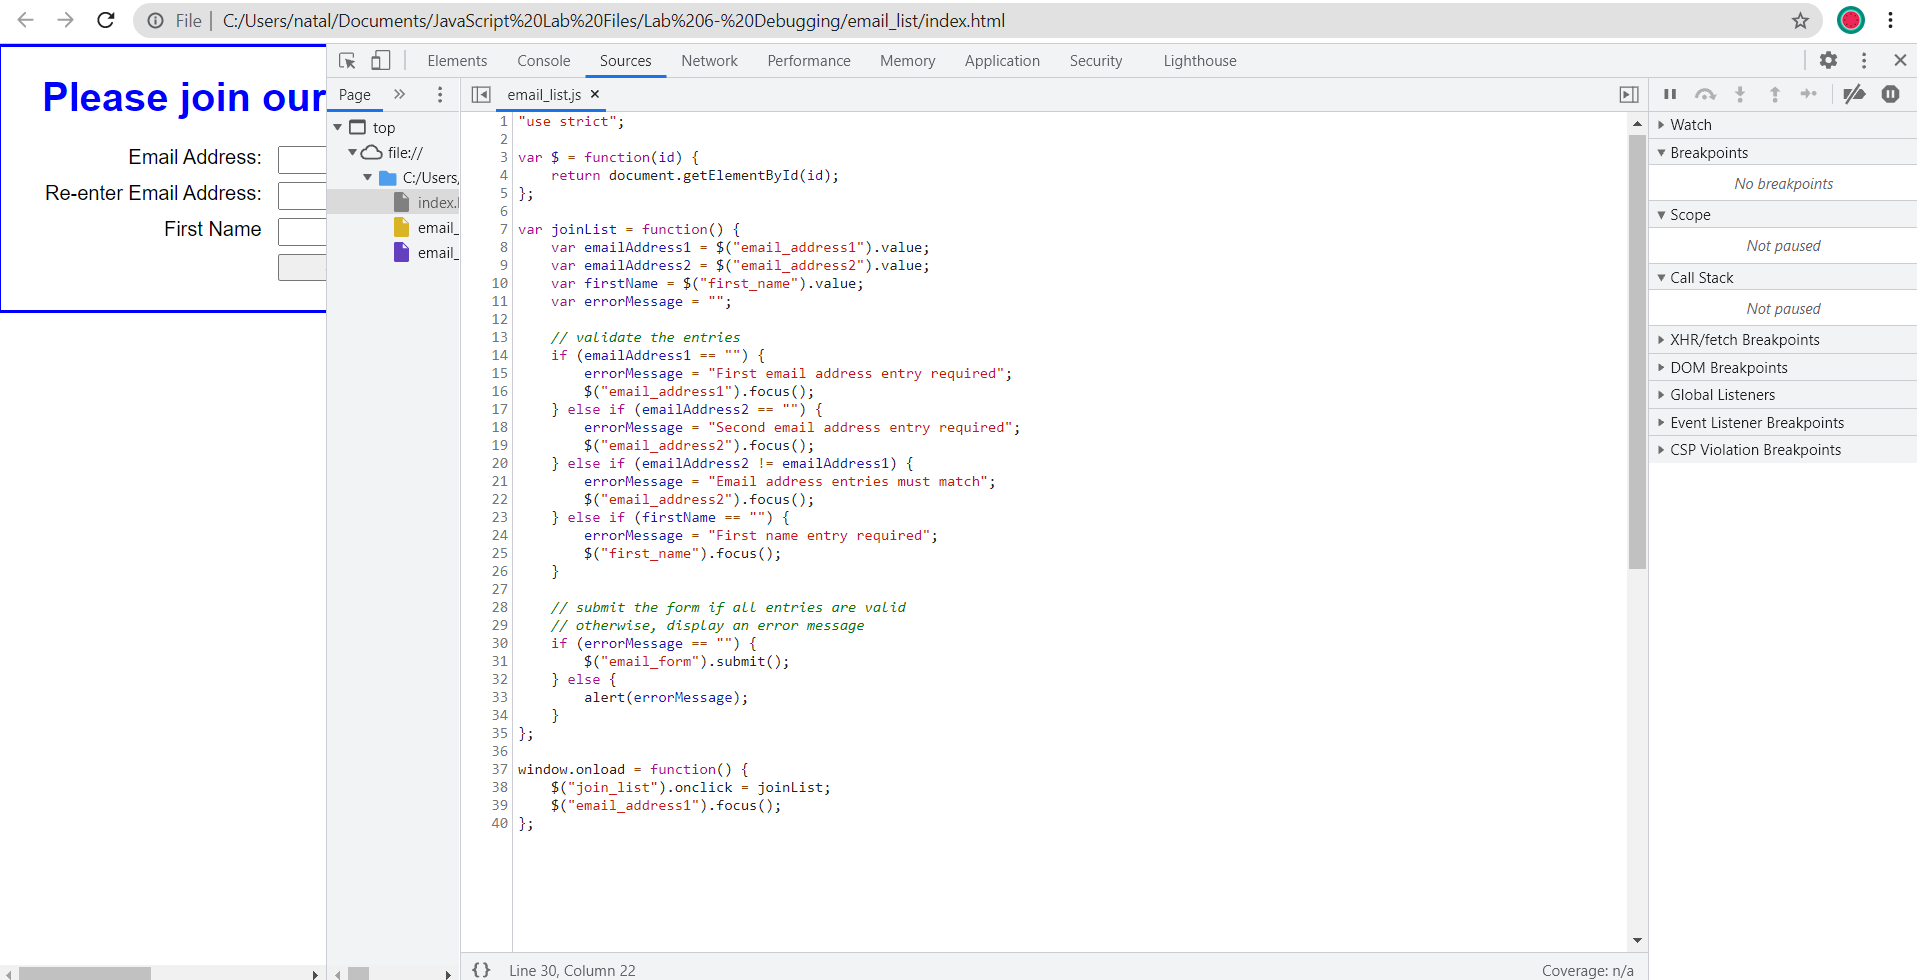 File | C:/Users/natal/Documents/JavaScript%20Lab%20Files/Lab%206-%20Debugging/email_list/index.html
Please join our
Email Address:
Re-enter Email Address:
First Name
Elements Console Sources Network Performance Memory Application Security Lighthouse
Page
top
file://
C:/Users,
index.
email_
email_
email_list.js
1 "use strict";
2
3 var $ = function(id) {
4     return document.getElementById(id);
5 };
6
7 var joinList = function() {
8     var emailAddress1 = $("email_address1").value;
9     var emailAddress2 = $("email_address2").value;
10     var firstName = $("first_name").value;
11     var errorMessage = "";
12
13     // validate the entries
14     if (emailAddress1 == "") {
15         errorMessage = "First email address entry required";
16         $("email_address1").focus();
17     } else if (emailAddress2 == "") {
18         errorMessage = "Second email address entry required";
19         $("email_address2").focus();
20     } else if (emailAddress2 != emailAddress1) {
21         errorMessage = "Email address entries must match";
22         $("email_address2").focus();
23     } else if (firstName == "") {
24         errorMessage = "First name entry required";
25         $("first_name").focus();
26     }
27
28     // submit the form if all entries are valid
29     // otherwise, display an error message
30     if (errorMessage == "") {
31         $("email_form").submit();
32     } else {
33         alert(errorMessage);
34     }
35 };
36
37 window.onload = function() {
38     $("join_list").onclick = joinList;
39     $("email_address1").focus();
40 };
{} Line 30, Column 22
Coverage: n/a
Watch
Breakpoints
No breakpoints
Scope
Not paused
Call Stack
Not paused
XHR/fetch Breakpoints
DOM Breakpoints
Global Listeners
Event Listener Breakpoints
CSP Violation Breakpoints